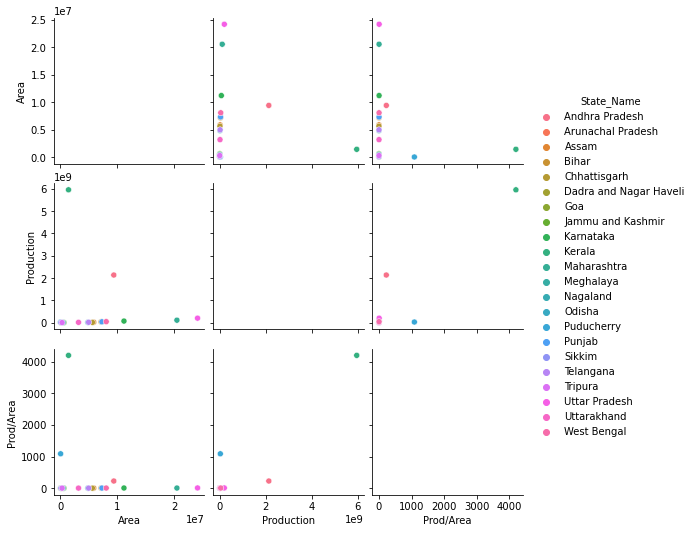 1e7
2.5
2.0
1.5
1.0
0.5
0.0
Area
State_Name
Andhra Pradesh
Arunachal Pradesh
Assam
Bihar
Chhattisgarh
Dadra and Nagar Haveli
Goa
Jammu and Kashmir
Karnataka
Kerala
Maharashtra
Meghalaya
Nagaland
Odisha
Puducherry
Punjab
Sikkim
Telangana
Tripura
Uttar Pradesh
Uttarakhand
West Bengal
1e9
6
5
4
3
2
1
0
Production
4000
3000
2000
1000
0
Prod/Area
0 1 2
1e7
Area
0 2 4 6
1e9
Production
0 1000 2000 3000 4000
Prod/Area